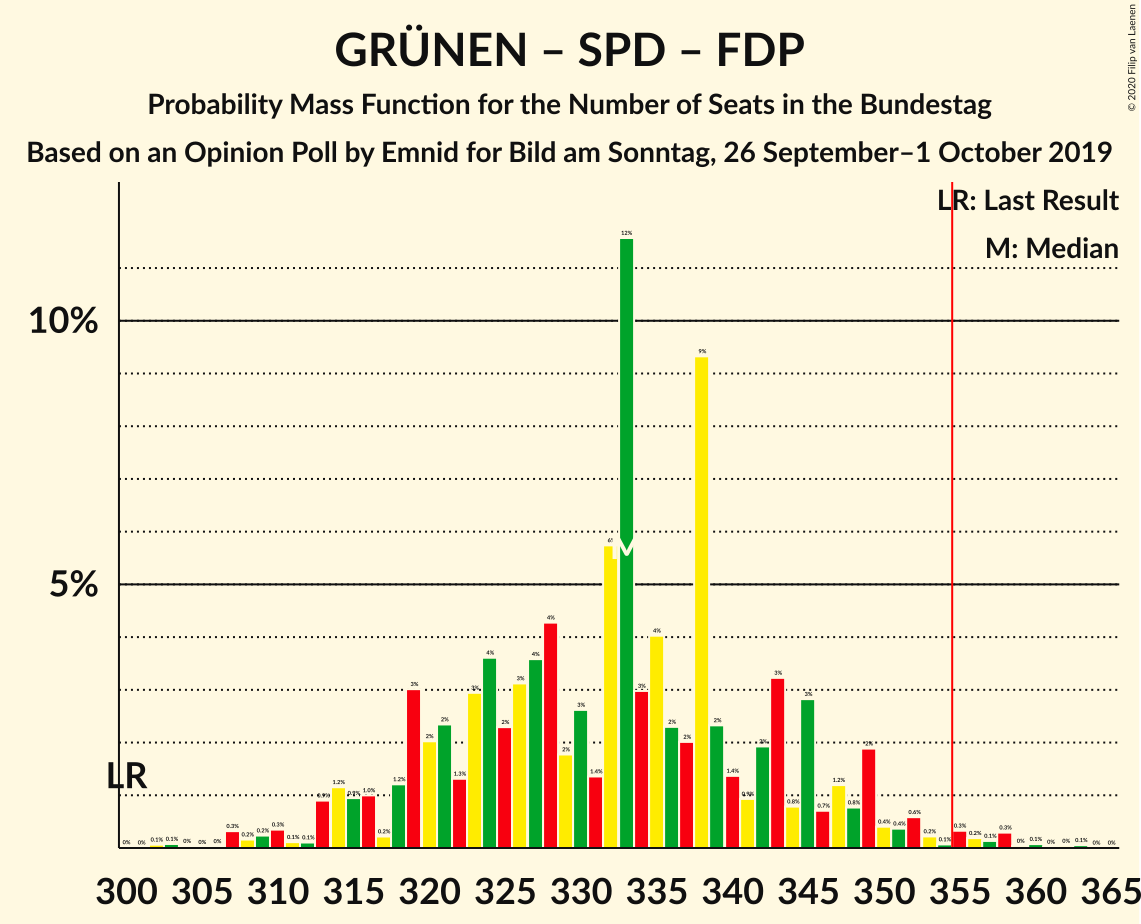 GRÜNEN – SPD – FDP
Probability Mass Function for the Number of Seats in the Bundestag
Based on an Opinion Poll by Emnid for Bild am Sonntag, 26 September–1 October 2019
© 2020 Filip van Laenen
LR: Last Result
M: Median
10%
5%
LR
M
0% 0% 0.1% 0.1% 0% 0% 0% 0.3% 0.2% 0.2% 0.3% 0.1% 0.1% 0.9% 1.2% 0.9% 1.0% 0.2% 1.2% 3% 2% 2% 1.3% 3% 4% 2% 3% 4% 4% 2% 3% 1.4% 6% 12% 3% 4% 2% 2% 9% 2% 1.4% 0.9% 2% 3% 0.8% 3% 0.7% 1.2% 0.8% 2% 0.4% 0.4% 0.6% 0.2% 0.1% 0.3% 0.2% 0.1% 0.3% 0% 0.1% 0% 0% 0.1% 0% 0%
300 305 310 315 320 325 330 335 340 345 350 355 360 365